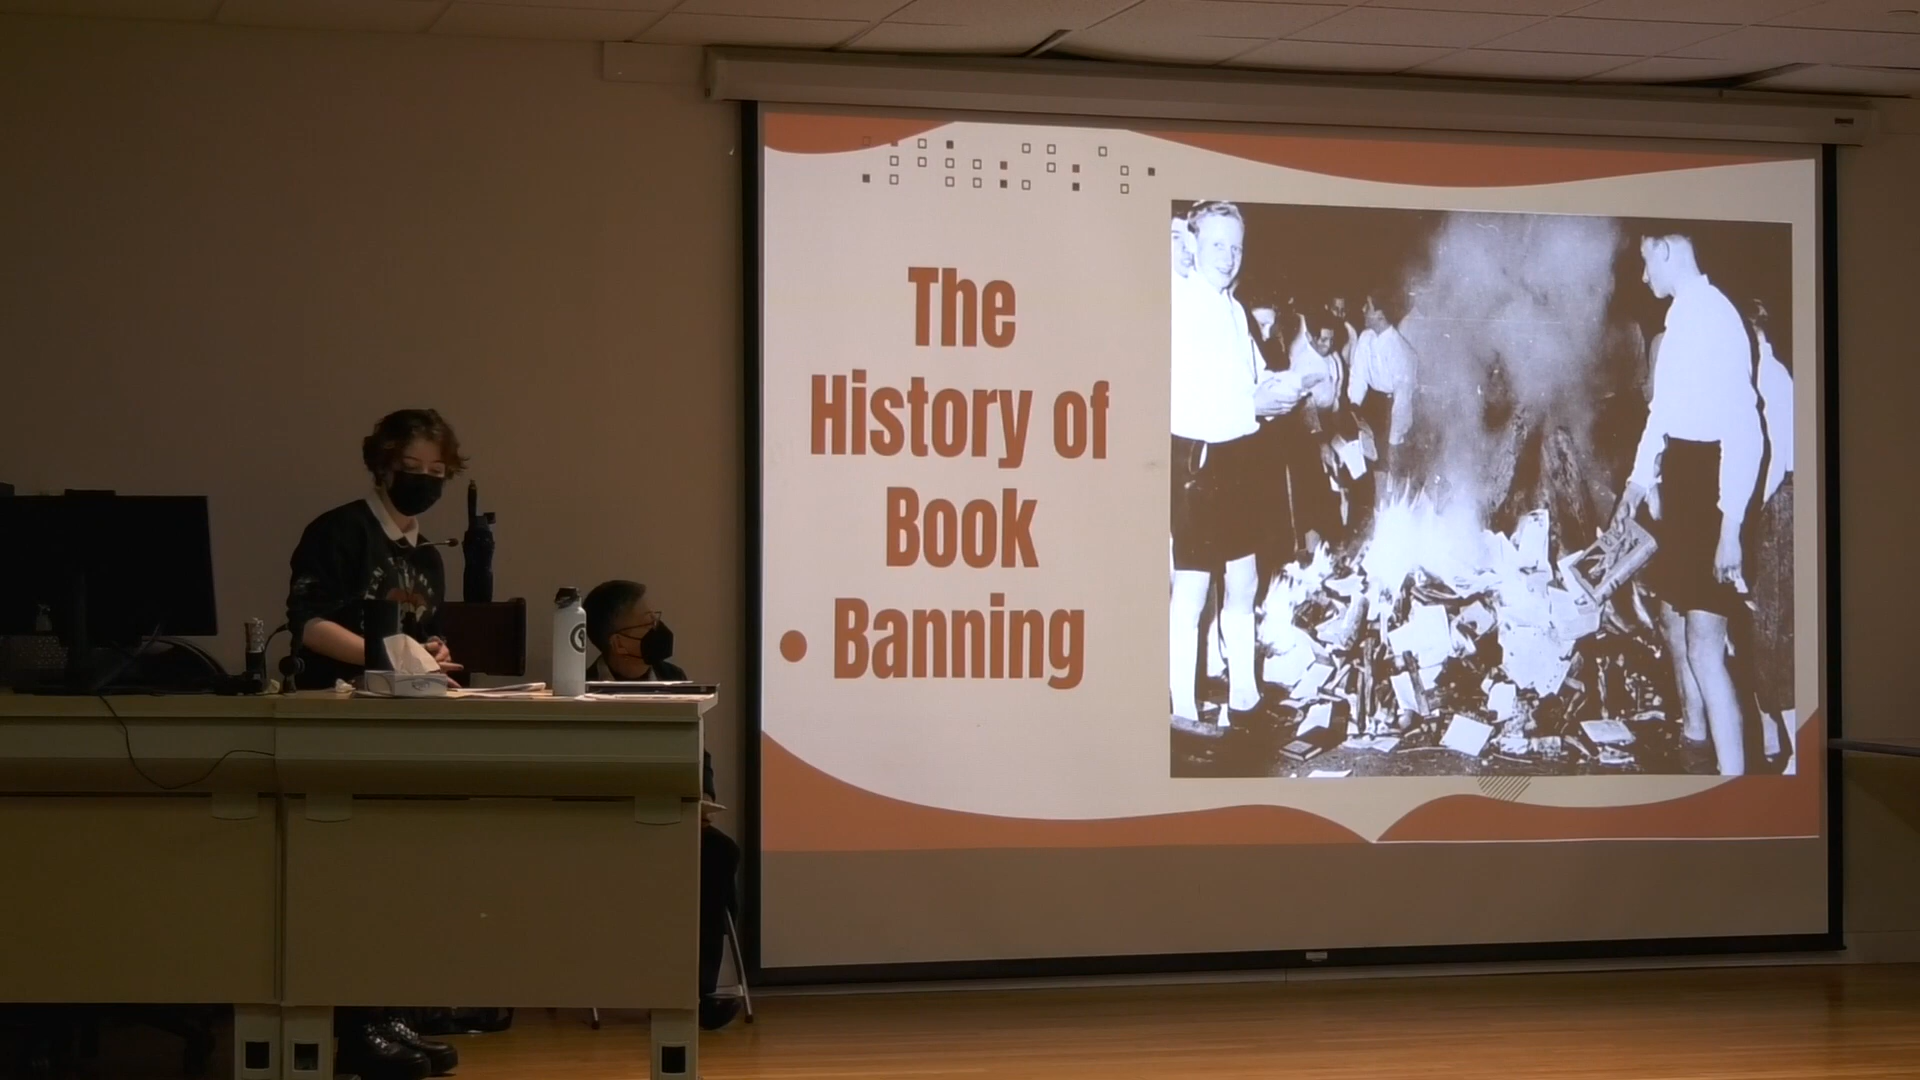 The
History of
Book
• Banning